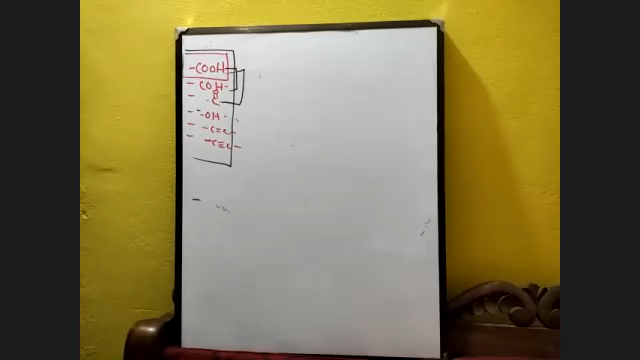 -COOH
- COH-
- -C-
- -OH-
- -C=C-
- -C≡C-